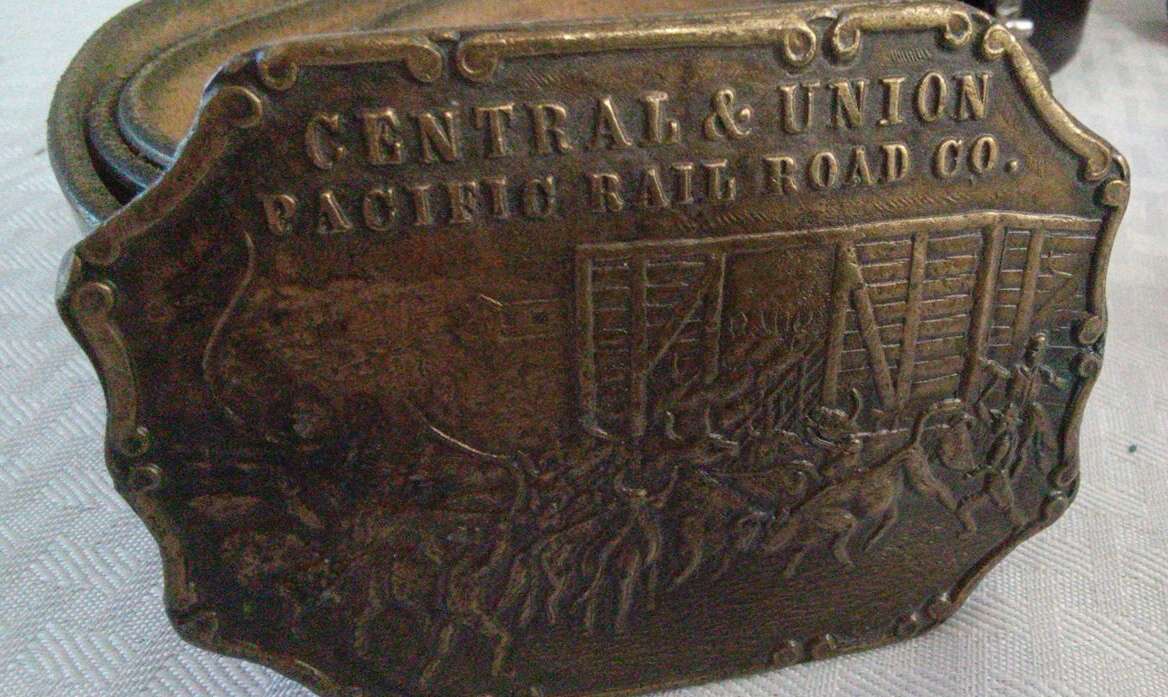 CENTRAL & UNION
PACIFIC RAIL ROAD CO.